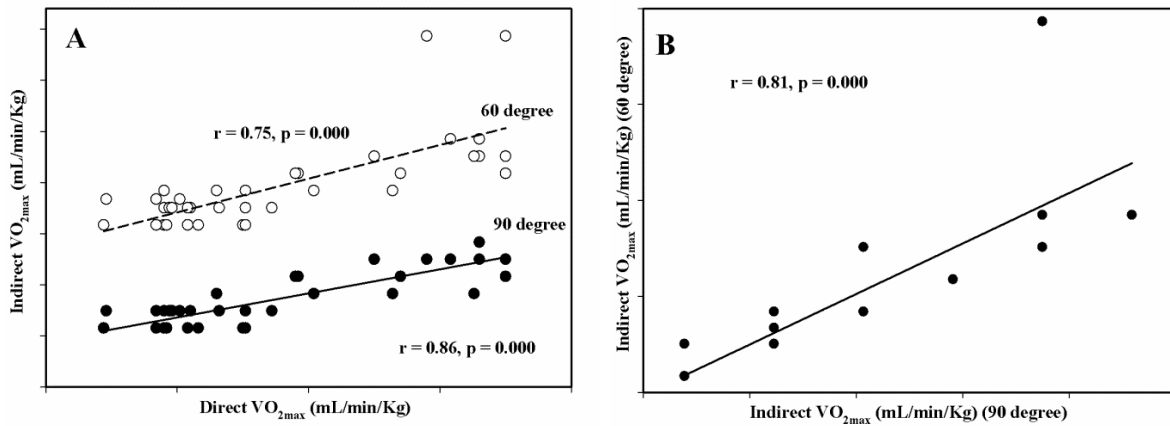 A
60 degree
r = 0.75, p = 0.000
90 degree
r = 0.86, p = 0.000
Indirect VO2max (mL/min/Kg)
Direct VO2max (mL/min/Kg)
B
r = 0.81, p = 0.000
Indirect VO2max (mL/min/Kg) (60 degree)
Indirect VO2max (mL/min/Kg) (90 degree)